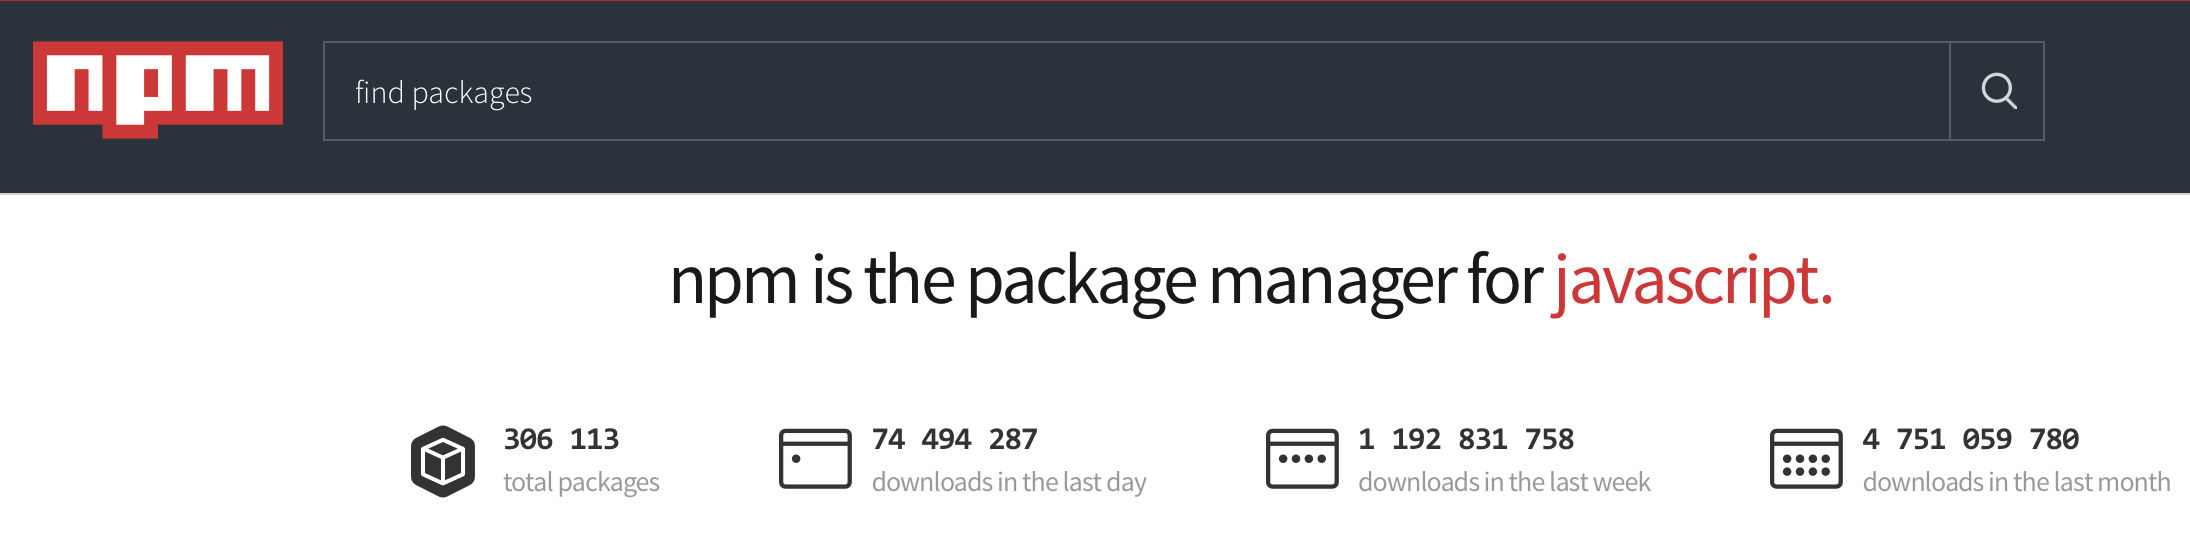 npm
find packages
npm is the package manager for javascript.
306 113
total packages
74 494 287
downloads in the last day
1 192 831 758
downloads in the last week
4 751 059 780
downloads in the last month